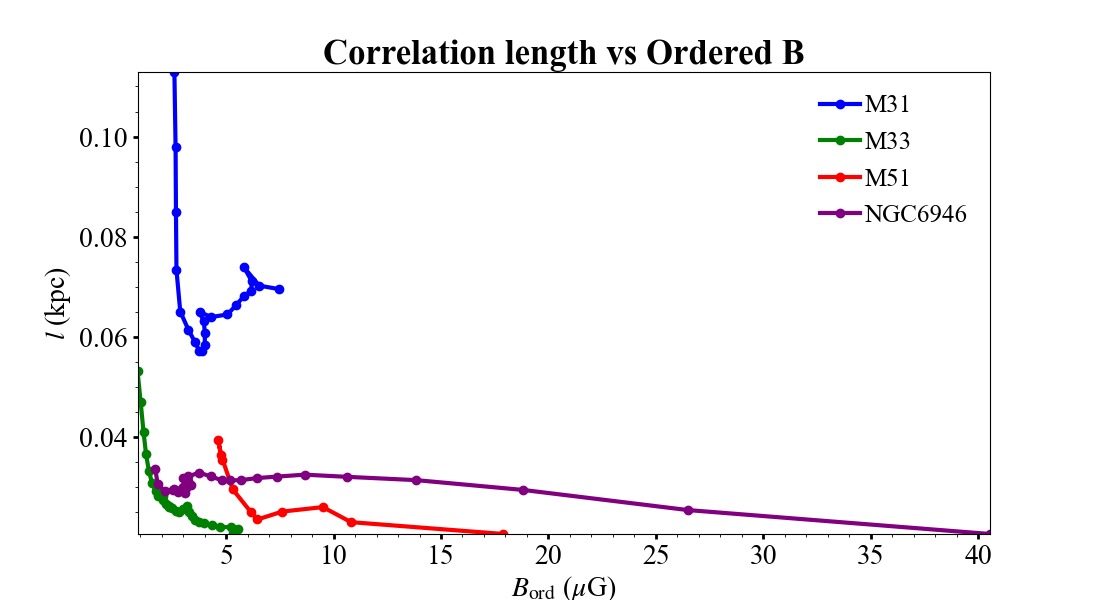 Correlation length vs Ordered B
M31
M33
M51
NGC6946
0.10
0.08
0.06
0.04
l (kpc)
5 10 15 20 25 30 35 40
B_ord (μG)